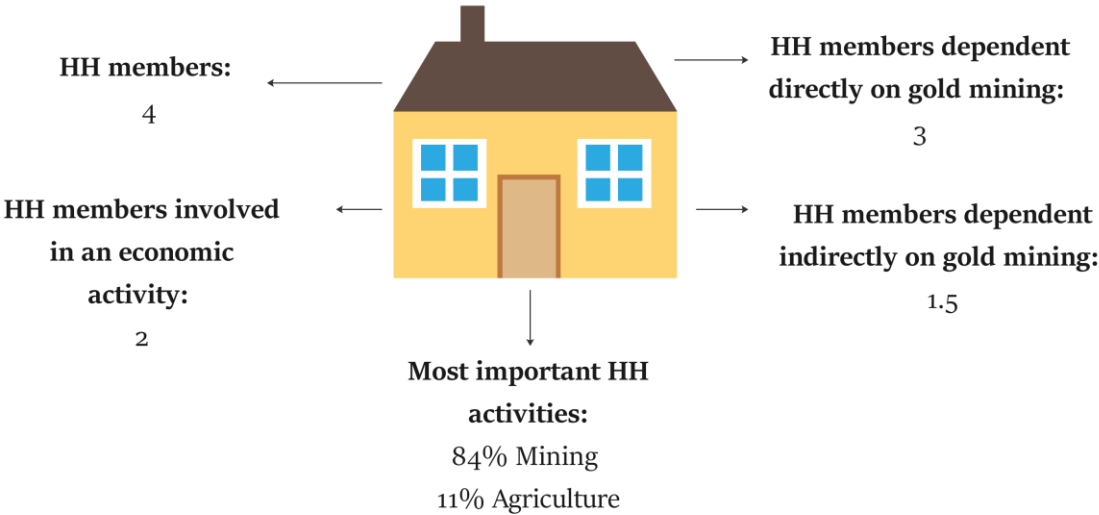 HH members:
4
HH members involved
in an economic
activity:
2
HH members dependent
directly on gold mining:
3
HH members dependent
indirectly on gold mining:
1.5
Most important HH
activities:
84% Mining
11% Agriculture